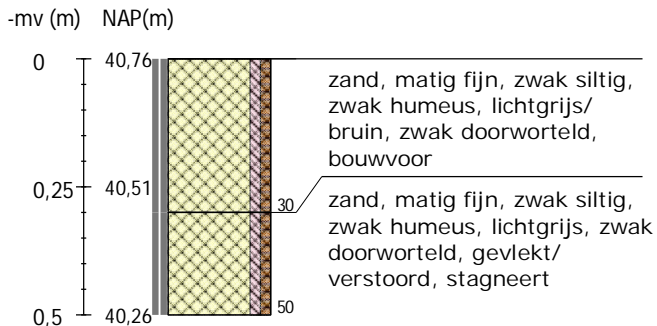 -mv (m) NAP(m)
0 40,76
zand, matig fijn, zwak siltig,
zwak humeus, lichtgrijs/
bruin, zwak doorworteld,
bouwvoor
0,25 40,51
30
zand, matig fijn, zwak siltig,
zwak humeus, lichtgrijs, zwak
doorworteld, gevlekt/
verstoord, stagneert
0,5 40,26
50